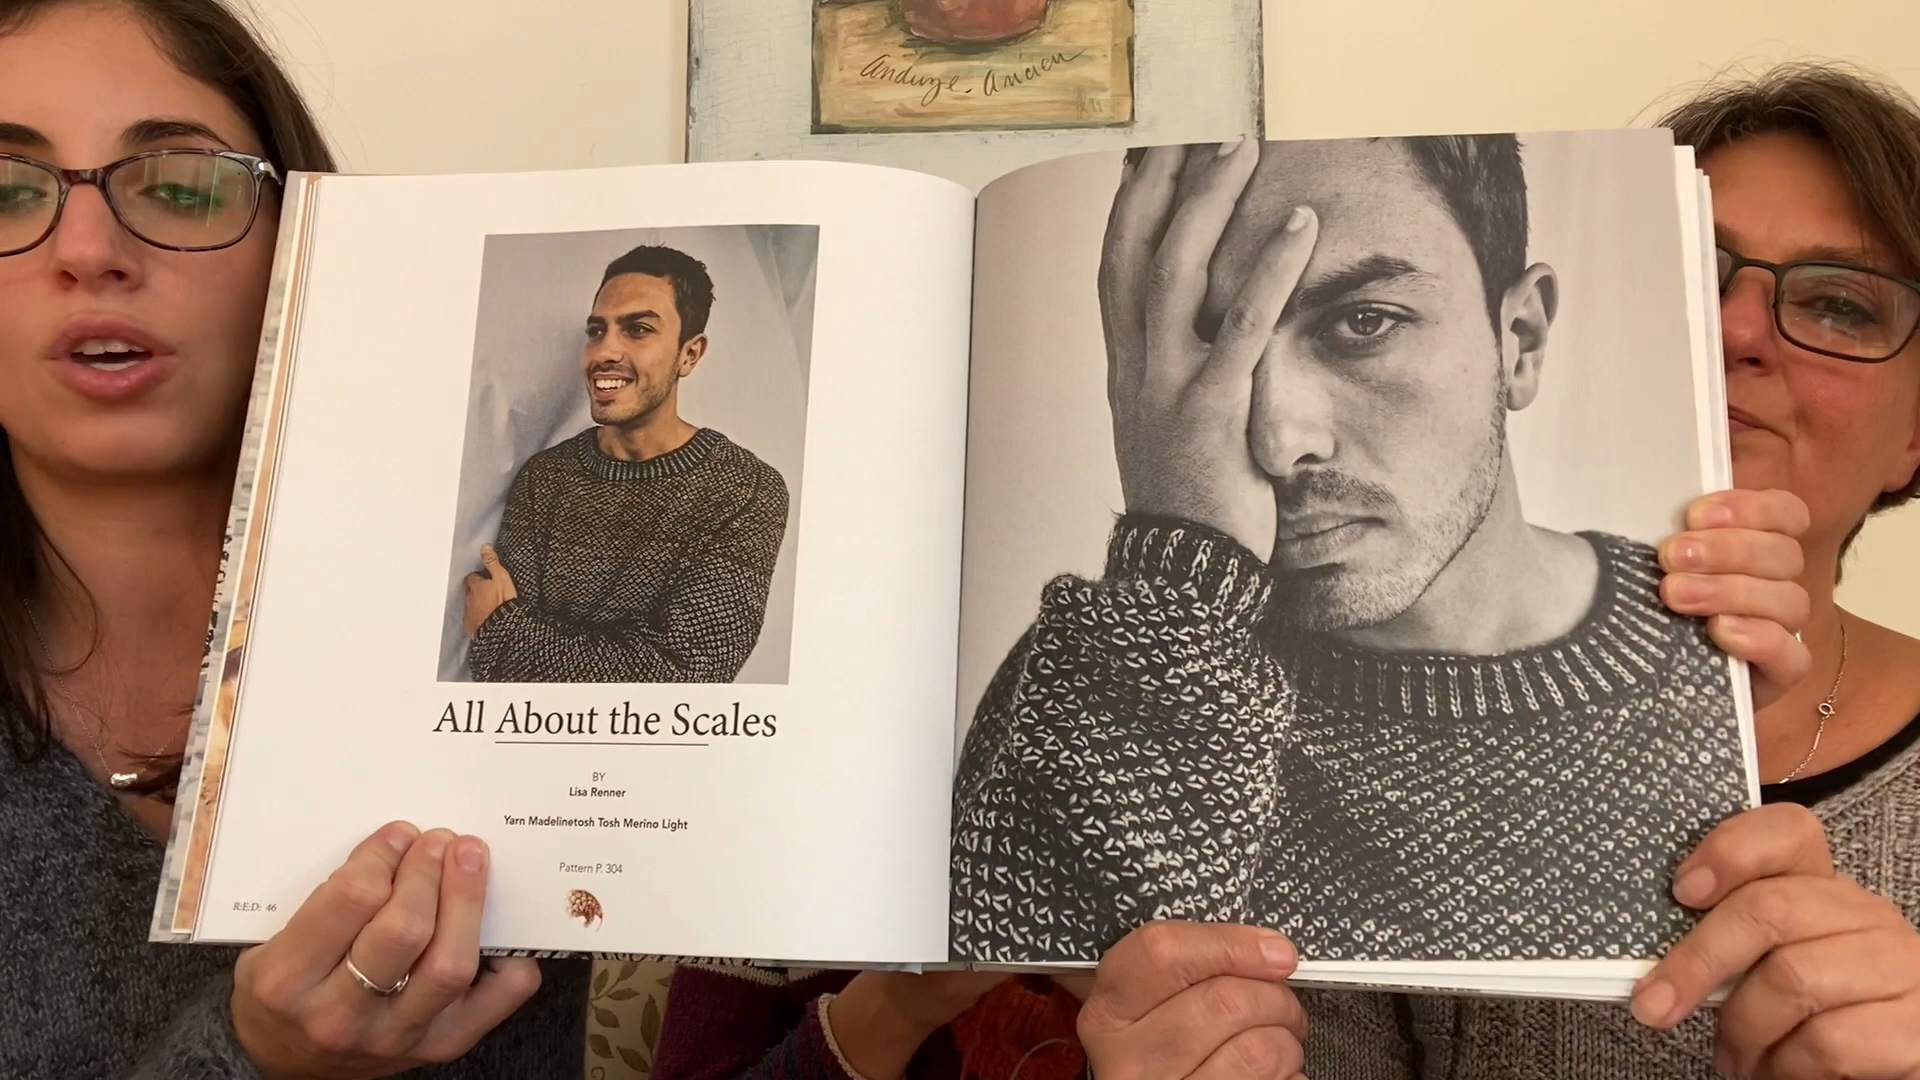 Anduze - Ancien
All About the Scales
BY
Lisa Renner
Yarn Madelinetosh Tosh Merino Light
Pattern P. 304
R:E:D: 46